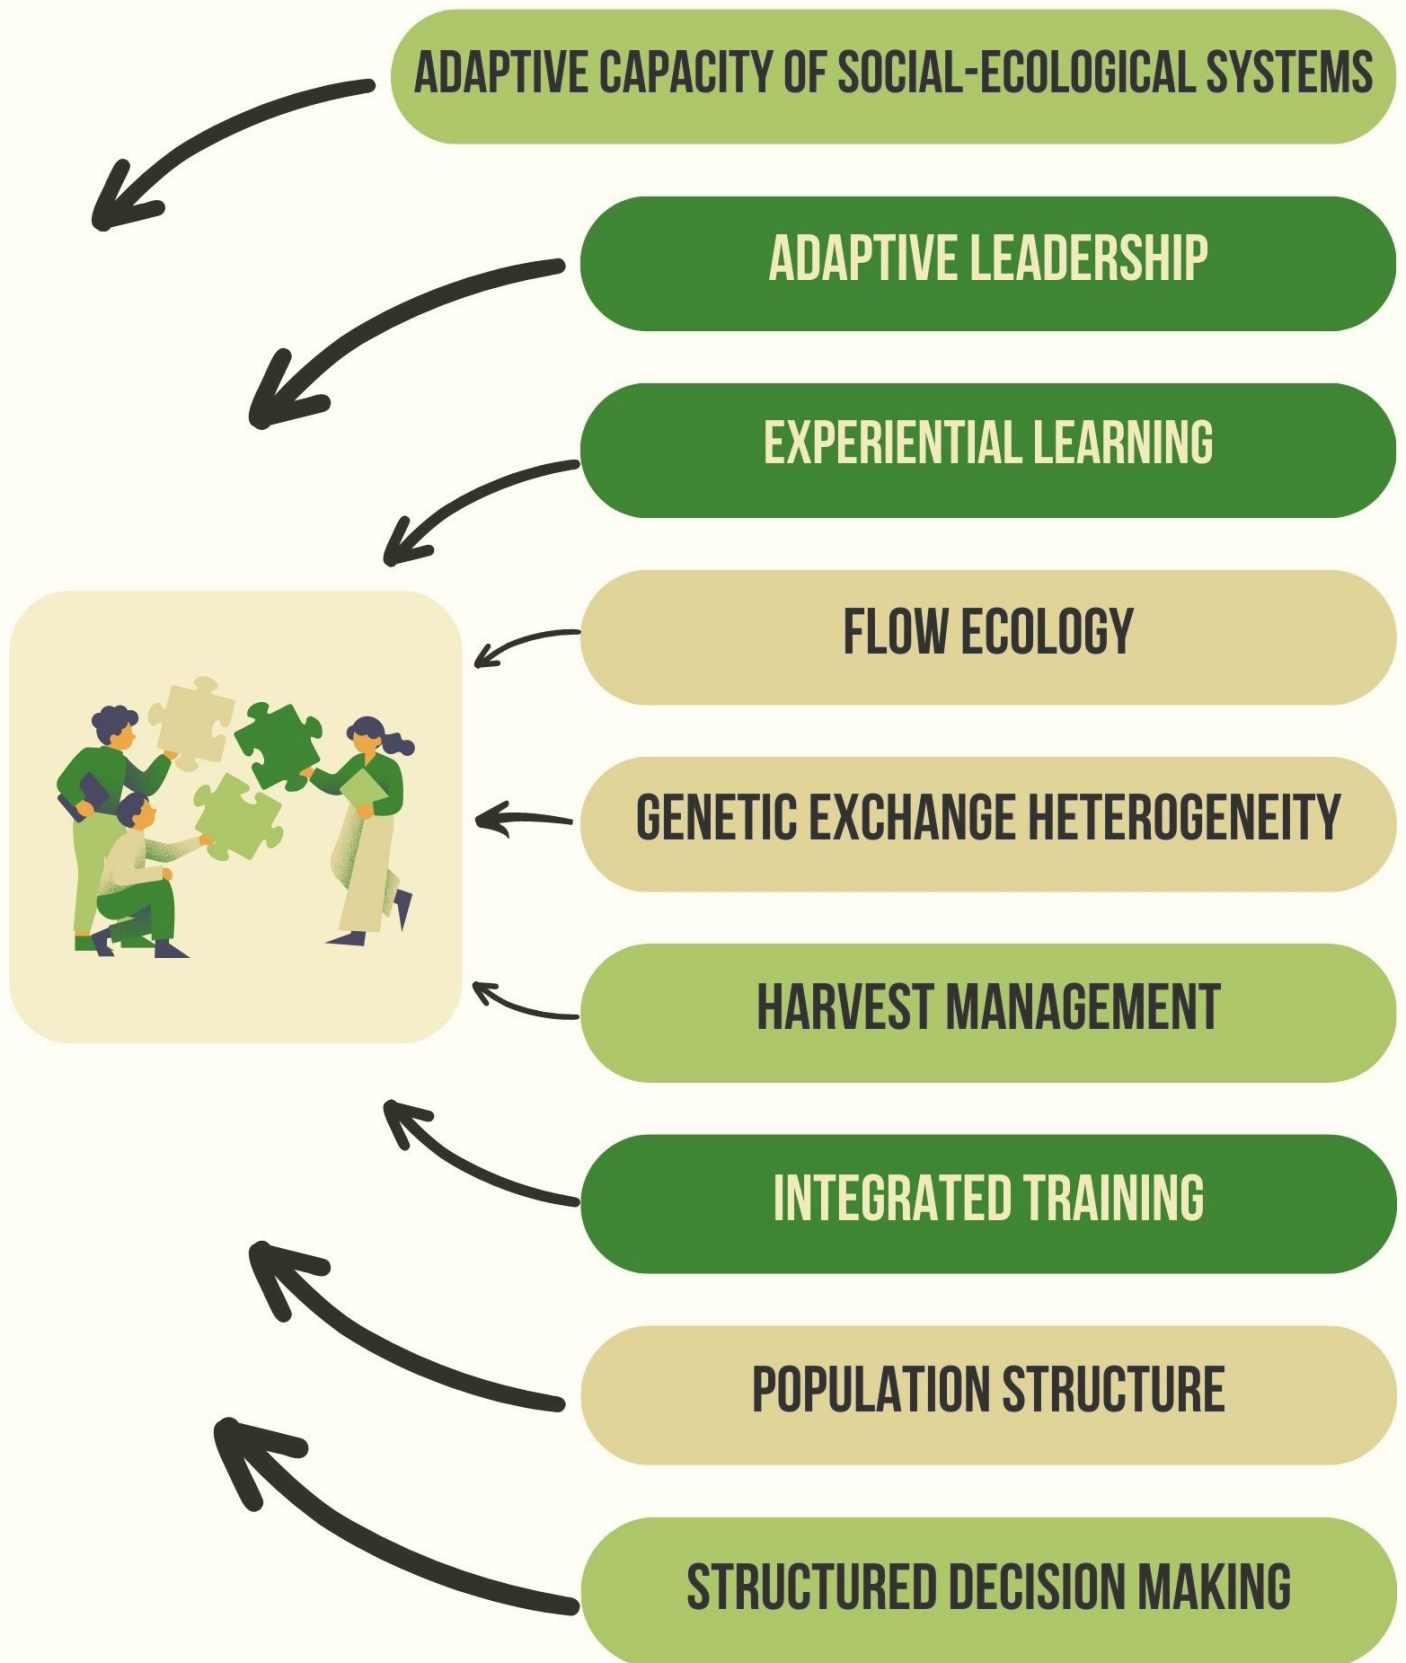 ADAPTIVE CAPACITY OF SOCIAL-ECOLOGICAL SYSTEMS
ADAPTIVE LEADERSHIP
EXPERIENTIAL LEARNING
FLOW ECOLOGY
GENETIC EXCHANGE HETEROGENEITY
HARVEST MANAGEMENT
INTEGRATED TRAINING
POPULATION STRUCTURE
STRUCTURED DECISION MAKING